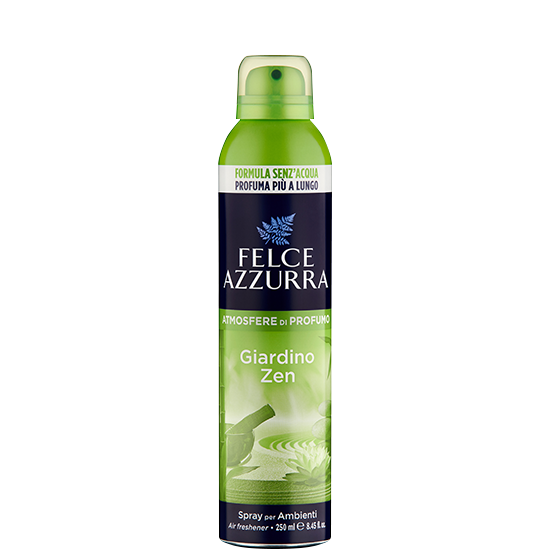 FORMULA SENZ'ACQUA
PROFUMA PIÙ A LUNGO
FELCE
AZZURRA
ATMOSFERE DI PROFUMO
Giardino
Zen
Spray per Ambienti
Air freshener • 250 ml ℮ 8.45 fl. oz.